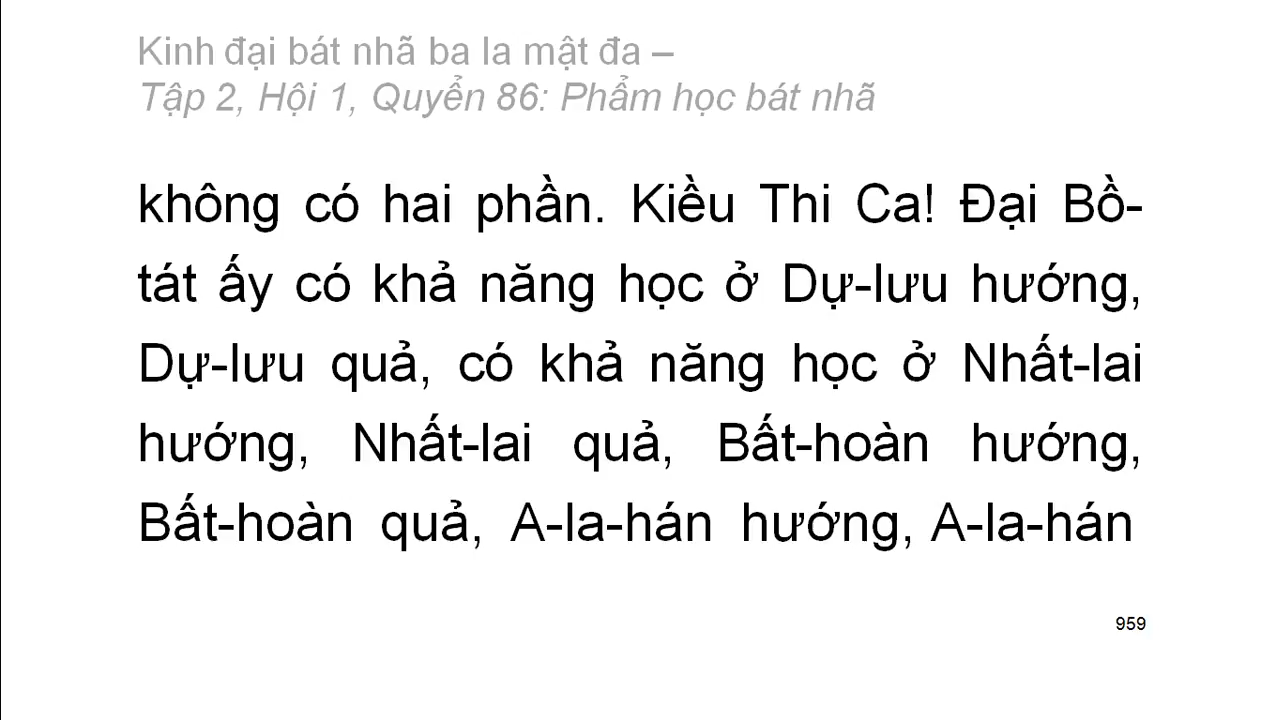 Kinh đại bát nhã ba la mật đa –
Tập 2, Hội 1, Quyển 86: Phẩm học bát nhã
không có hai phần. Kiều Thi Ca! Đại Bồ-
tát ấy có khả năng học ở Dự-lưu hướng,
Dự-lưu quả, có khả năng học ở Nhất-lai
hướng, Nhất-lai quả, Bất-hoàn hướng,
Bất-hoàn quả, A-la-hán hướng, A-la-hán
959